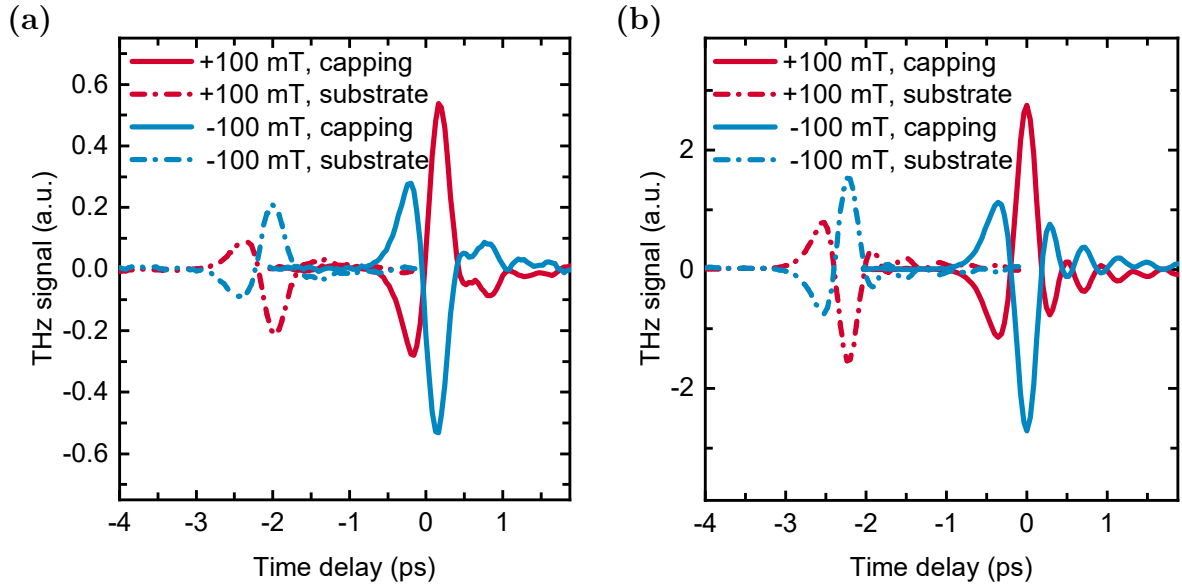 (a)
+100 mT, capping
+100 mT, substrate
-100 mT, capping
-100 mT, substrate
THz signal (a.u.)
0.6
0.4
0.2
0.0
-0.2
-0.4
-0.6
-4 -3 -2 -1 0 1
Time delay (ps)
(b)
+100 mT, capping
+100 mT, substrate
-100 mT, capping
-100 mT, substrate
THz signal (a.u.)
2
0
-2
-4 -3 -2 -1 0 1
Time delay (ps)